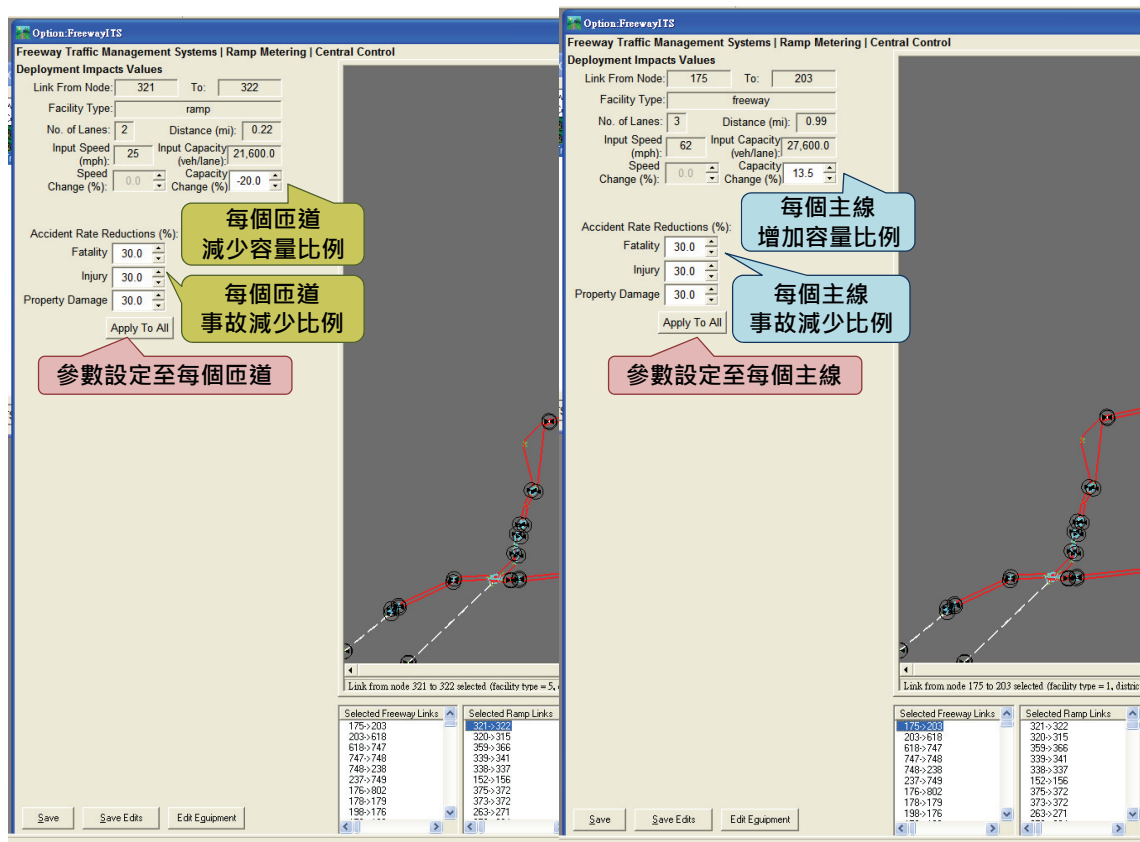 Option:FreewayITS
Freeway Traffic Management Systems | Ramp Metering | Central Control
Deployment Impacts Values
Link From Node: 321 To: 322
Facility Type: ramp
No. of Lanes: 2 Distance (mi): 0.22
Input Speed (mph): 25 Input Capacity (veh/lane): 21,600.0
Speed Change (%): 0.0 Capacity Change (%) -20.0
每個匝道
減少容量比例
Accident Rate Reductions (%):
Fatality 30.0
Injury 30.0
Property Damage 30.0
每個匝道
事故減少比例
Apply To All
參數設定至每個匝道
Link from node 321 to 322 selected (facility type = 5,
Selected Freeway Links
175->203
203->618
618->747
747->748
748->238
237->749
176->802
178->179
198->176
Selected Ramp Links
321->322
320->315
359->366
339->341
338->337
152->156
375->372
373->372
263->271
Save Save Edits Edit Equipment
Option:FreewayITS
Freeway Traffic Management Systems | Ramp Metering | Central Control
Deployment Impacts Values
Link From Node: 175 To: 203
Facility Type: freeway
No. of Lanes: 3 Distance (mi): 0.99
Input Speed (mph): 62 Input Capacity (veh/lane): 27,600.0
Speed Change (%): 0.0 Capacity Change (%) 13.5
每個主線
增加容量比例
Accident Rate Reductions (%):
Fatality 30.0
Injury 30.0
Property Damage 30.0
每個主線
事故減少比例
Apply To All
參數設定至每個主線
Link from node 175 to 203 selected (facility type = 1, distric
Selected Freeway Links
175->203
203->618
618->747
747->748
748->238
237->749
176->802
178->179
198->176
Selected Ramp Links
321->322
320->315
359->366
339->341
338->337
152->156
375->372
373->372
263->271
Save Save Edits Edit Equipment